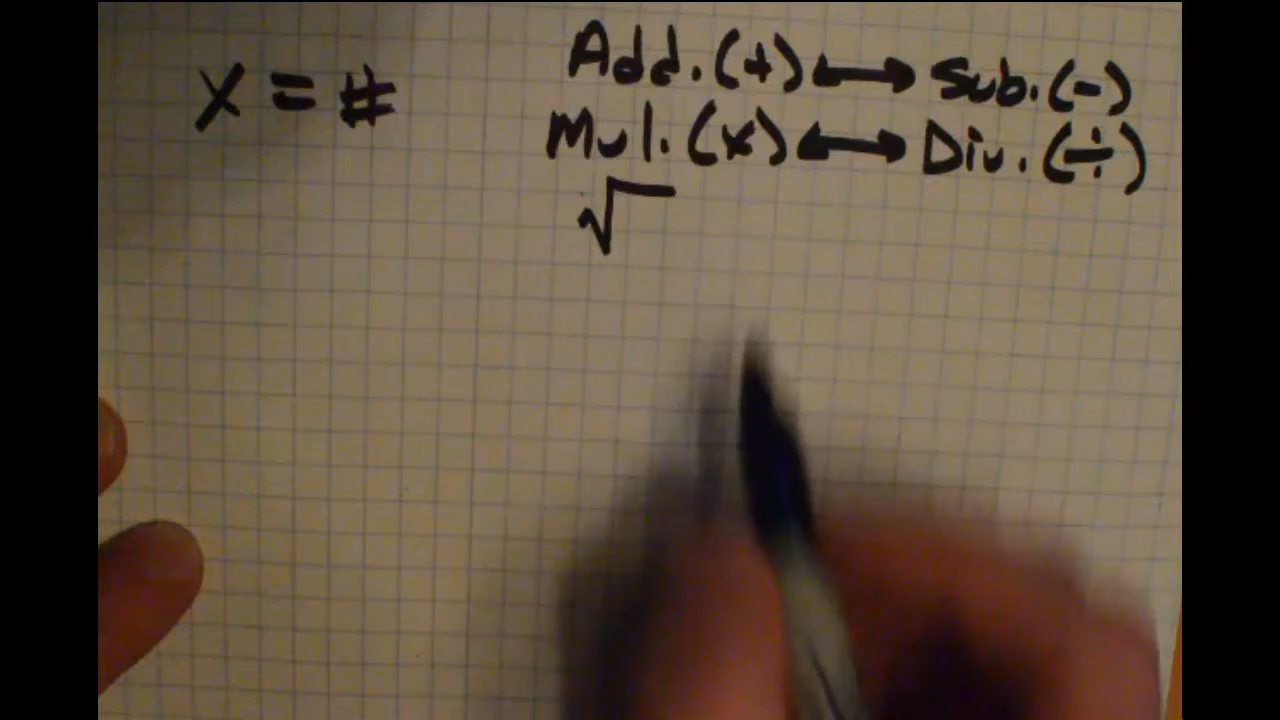 x = #
Add. (+) ↔ Sub. (-)
Mul. (x) ↔ Div. (÷)
√